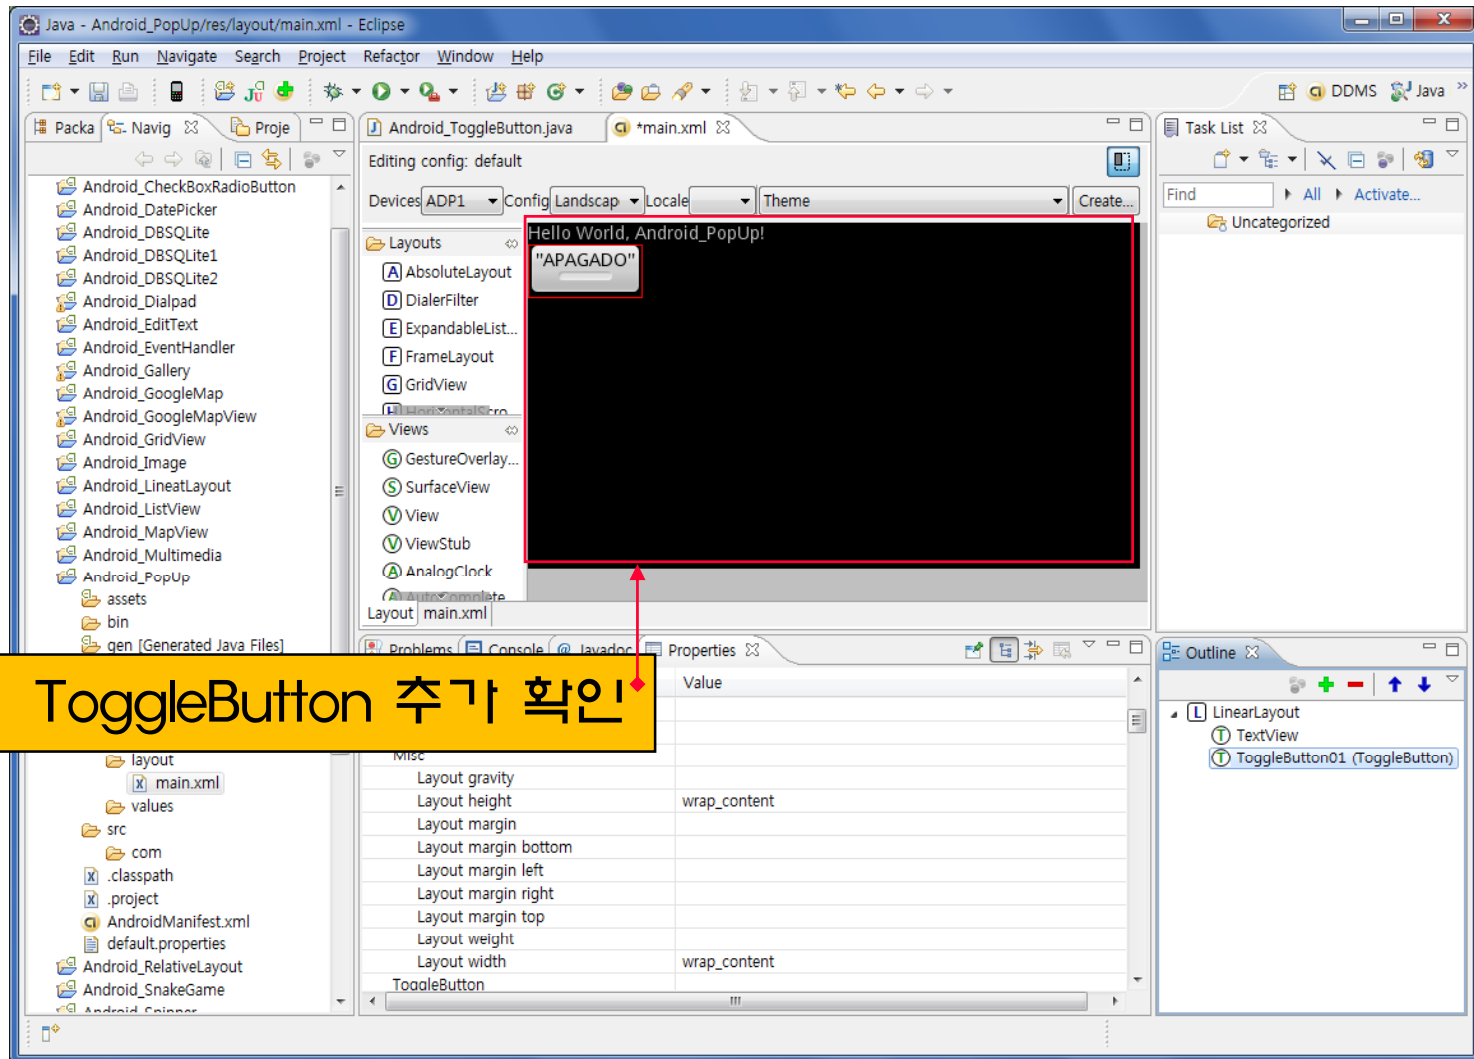 Java - Android_PopUp/res/layout/main.xml - Eclipse
File Edit Run Navigate Search Project Refactor Window Help
DDMS Java
Packa Navig Proje
Android_ToggleButton.java *main.xml
Task List
Editing config: default
Devices ADP1 Config Landscap Locale Theme Create...
Find All Activate...
Uncategorized
Android_CheckBoxRadioButton
Android_DatePicker
Android_DBSQLite
Android_DBSQLite1
Android_DBSQLite2
Android_Dialpad
Android_EditText
Android_EventHandler
Android_Gallery
Android_GoogleMap
Android_GoogleMapView
Android_GridView
Android_Image
Android_LineatLayout
Android_ListView
Android_MapView
Android_Multimedia
Android_PopUp
assets
bin
gen [Generated Java Files]
Layouts
AbsoluteLayout
DialerFilter
ExpandableList...
FrameLayout
GridView
HorizontalScro
Views
GestureOverlay...
SurfaceView
View
ViewStub
AnalogClock
AutoComplete
Hello World, Android_PopUp!
"APAGADO"
Layout main.xml
Problems Console Javadoc Properties
ToggleButton 추가 확인
layout
main.xml
values
src
com
.classpath
.project
AndroidManifest.xml
default.properties
Android_RelativeLayout
Android_SnakeGame
Android_Spinner
Value
Misc
Layout gravity
Layout height wrap_content
Layout margin
Layout margin bottom
Layout margin left
Layout margin right
Layout margin top
Layout weight
Layout width wrap_content
ToggleButton
Outline
LinearLayout
TextView
ToggleButton01 (ToggleButton)